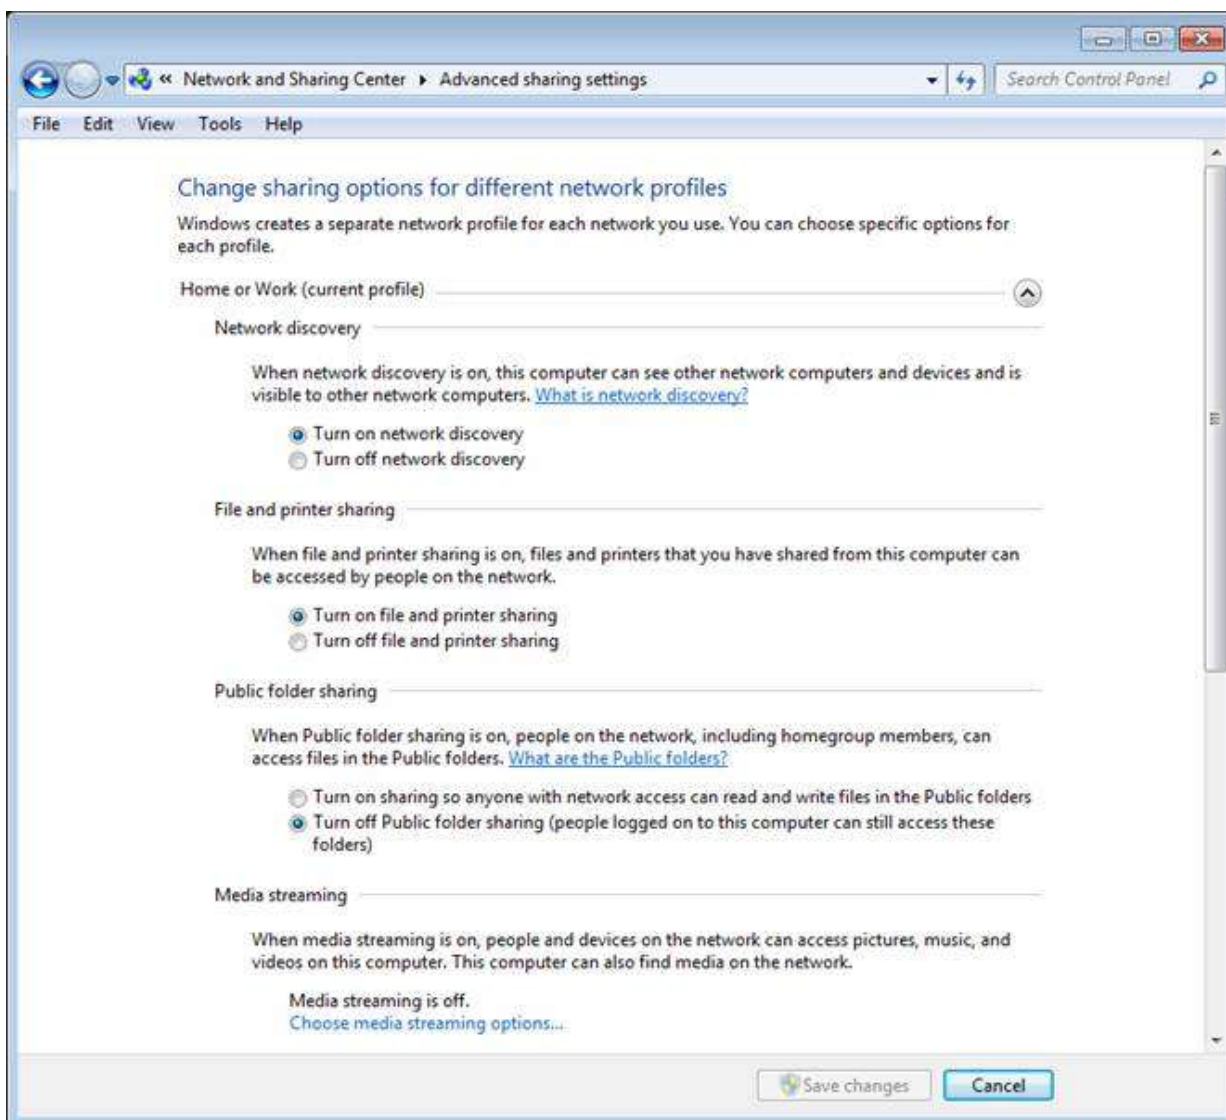 « Network and Sharing Center ▸ Advanced sharing settings
Search Control Panel
File Edit View Tools Help
Change sharing options for different network profiles
Windows creates a separate network profile for each network you use. You can choose specific options for
each profile.
Home or Work (current profile)
Network discovery
When network discovery is on, this computer can see other network computers and devices and is
visible to other network computers. What is network discovery?
Turn on network discovery
Turn off network discovery
File and printer sharing
When file and printer sharing is on, files and printers that you have shared from this computer can
be accessed by people on the network.
Turn on file and printer sharing
Turn off file and printer sharing
Public folder sharing
When Public folder sharing is on, people on the network, including homegroup members, can
access files in the Public folders. What are the Public folders?
Turn on sharing so anyone with network access can read and write files in the Public folders
Turn off Public folder sharing (people logged on to this computer can still access these
folders)
Media streaming
When media streaming is on, people and devices on the network can access pictures, music, and
videos on this computer. This computer can also find media on the network.
Media streaming is off.
Choose media streaming options...
Save changes Cancel